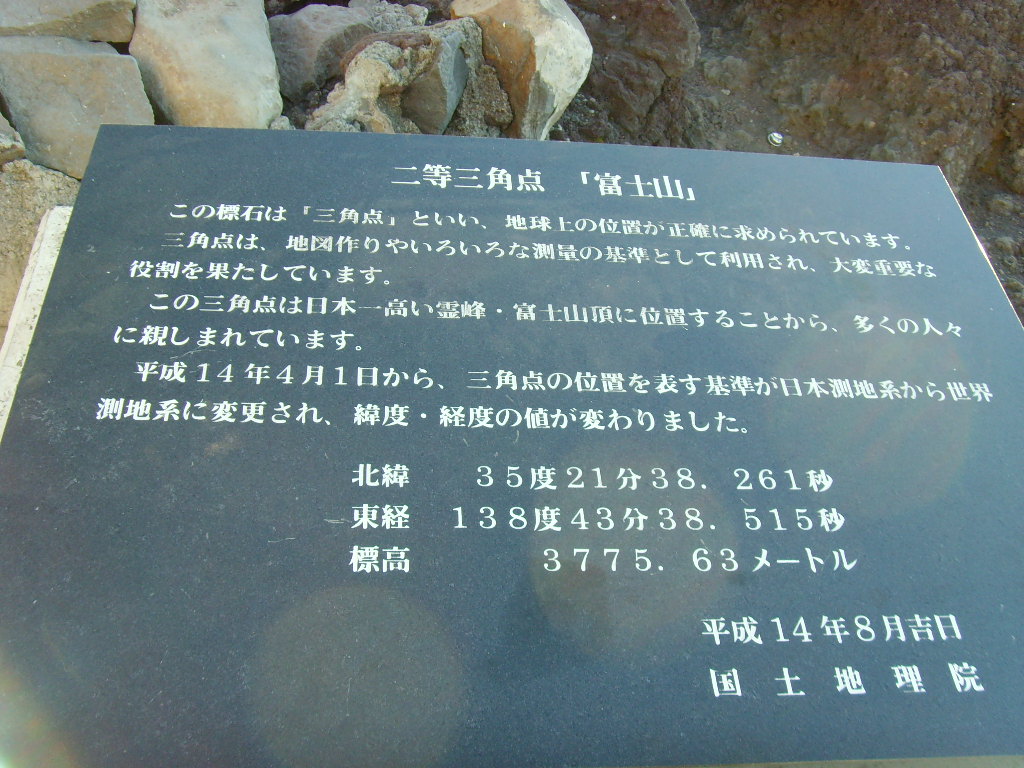 二等三角点 「富士山」
この標石は「三角点」といい、地球上の位置が正確に求められています。
三角点は、地図作りやいろいろな測量の基準として利用され、大変重要な
役割を果たしています。
この三角点は日本一高い霊峰・富士山頂に位置することから、多くの人々
に親しまれています。
平成14年4月1日から、三角点の位置を表す基準が日本測地系から世界
測地系に変更され、緯度・経度の値が変わりました。
北緯 35度21分38.261秒
東経 138度43分38.515秒
標高 3775.63メートル
平成14年8月吉日
国土地理院